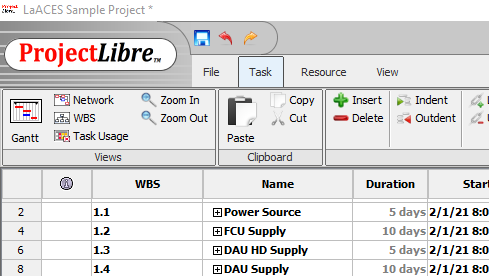 LaACES Sample Project *
ProjectLibre™
File Task Resource View
Gantt
Network
WBS
Task Usage
Zoom In
Zoom Out
Views
Paste
Copy
Cut
Clipboard
Insert
Delete
Indent
Outdent
WBS Name Duration Start
2 1.1 Power Source 5 days 2/1/21 8:0
4 1.2 FCU Supply 10 days 2/1/21 8:0
6 1.3 DAU HD Supply 5 days 2/1/21 8:0
8 1.4 DAU Supply 10 days 2/1/21 8:0